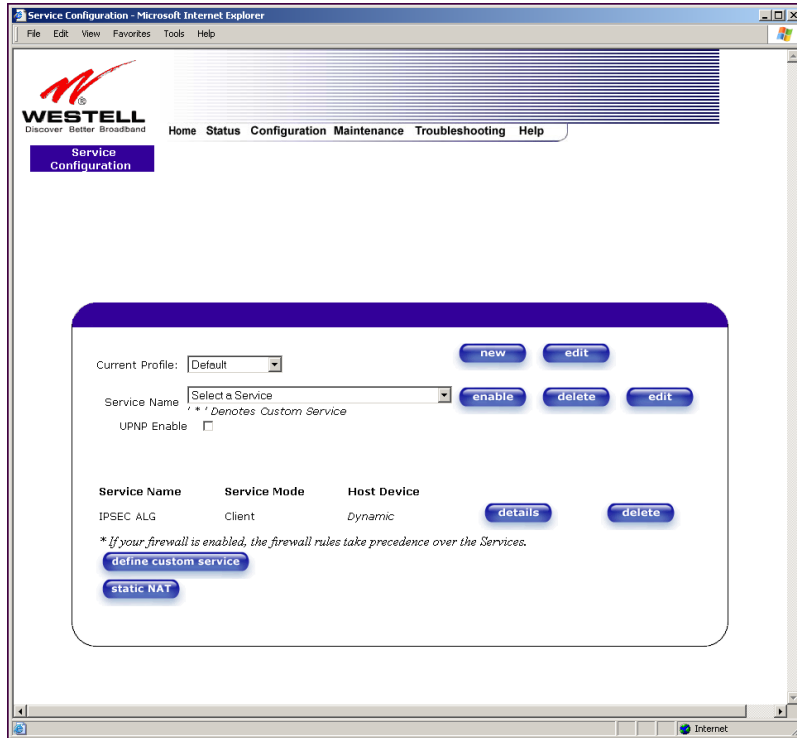 Service Configuration - Microsoft Internet Explorer
File Edit View Favorites Tools Help
WESTELL
®
Discover Better Broadband
Home Status Configuration Maintenance Troubleshooting Help
Service
Configuration
Current Profile: Default new edit
Service Name Select a Service enable delete edit
' * ' Denotes Custom Service
UPNP Enable
Service Name Service Mode Host Device
IPSEC ALG Client Dynamic details delete
* If your firewall is enabled, the firewall rules take precedence over the Services.
define custom service
static NAT
Internet